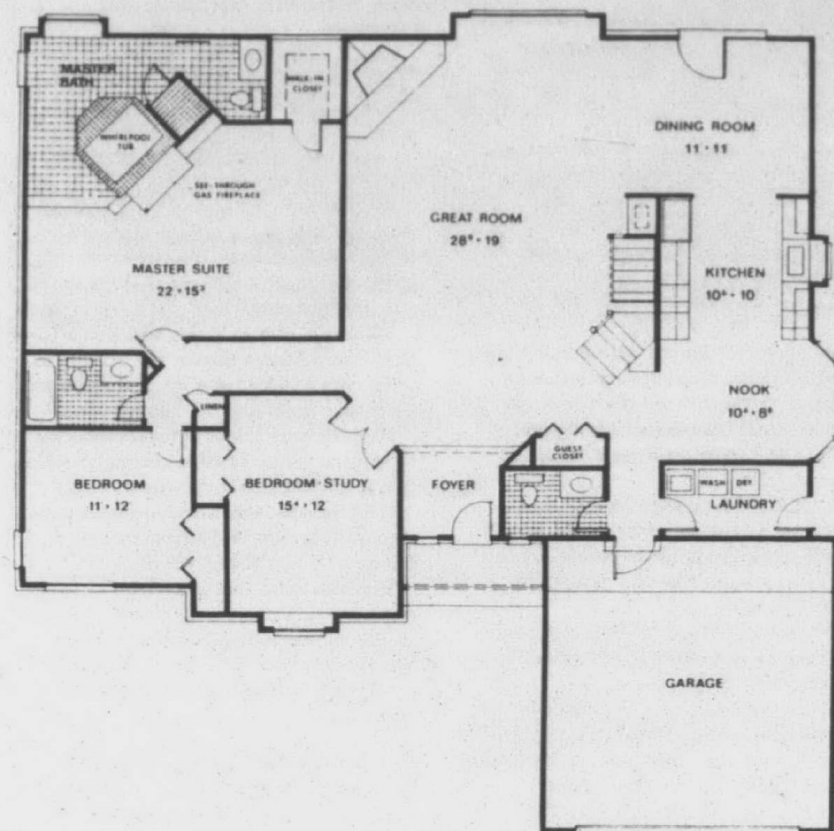 MASTER
BATH
WALK-IN
CLOSET
WHIRLPOOL
TUB
SEE-THROUGH
GAS FIREPLACE
DINING ROOM
11 · 11
GREAT ROOM
28⁸ · 19
MASTER SUITE
22 · 15²
KITCHEN
10⁴ · 10
NOOK
10⁴ · 8⁶
LINEN
BEDROOM
11 · 12
BEDROOM-STUDY
15⁴ · 12
FOYER
GUEST
CLOSET
WASH DRY
LAUNDRY
GARAGE